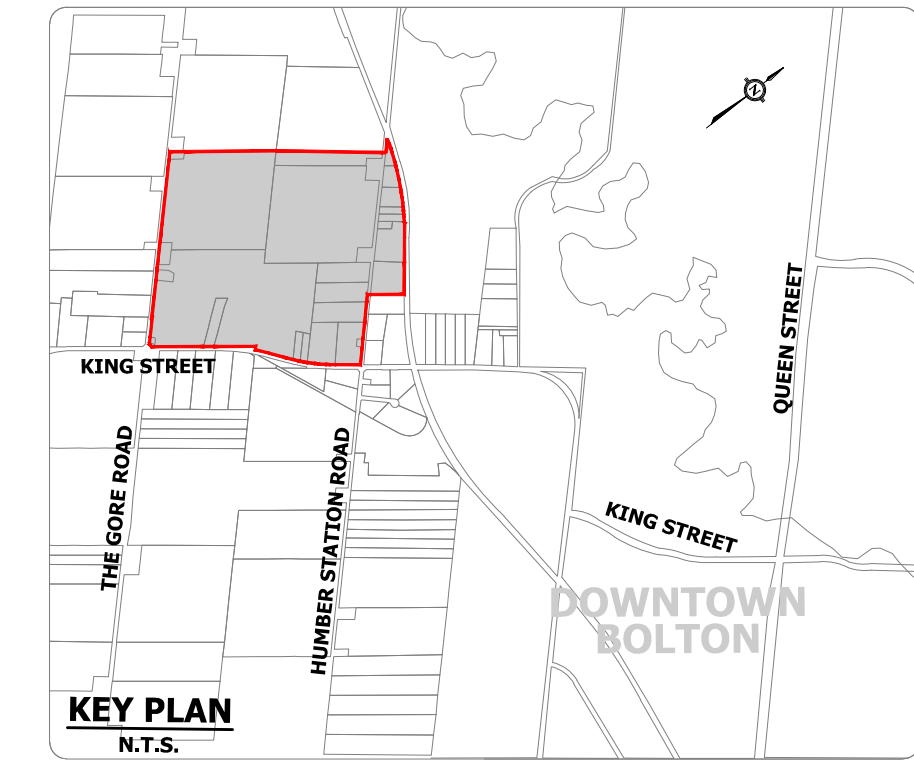 N
QUEEN STREET
KING STREET
THE GORE ROAD
HUMBER STATION ROAD
KING STREET
DOWNTOWN
BOLTON
KEY PLAN
N.T.S.